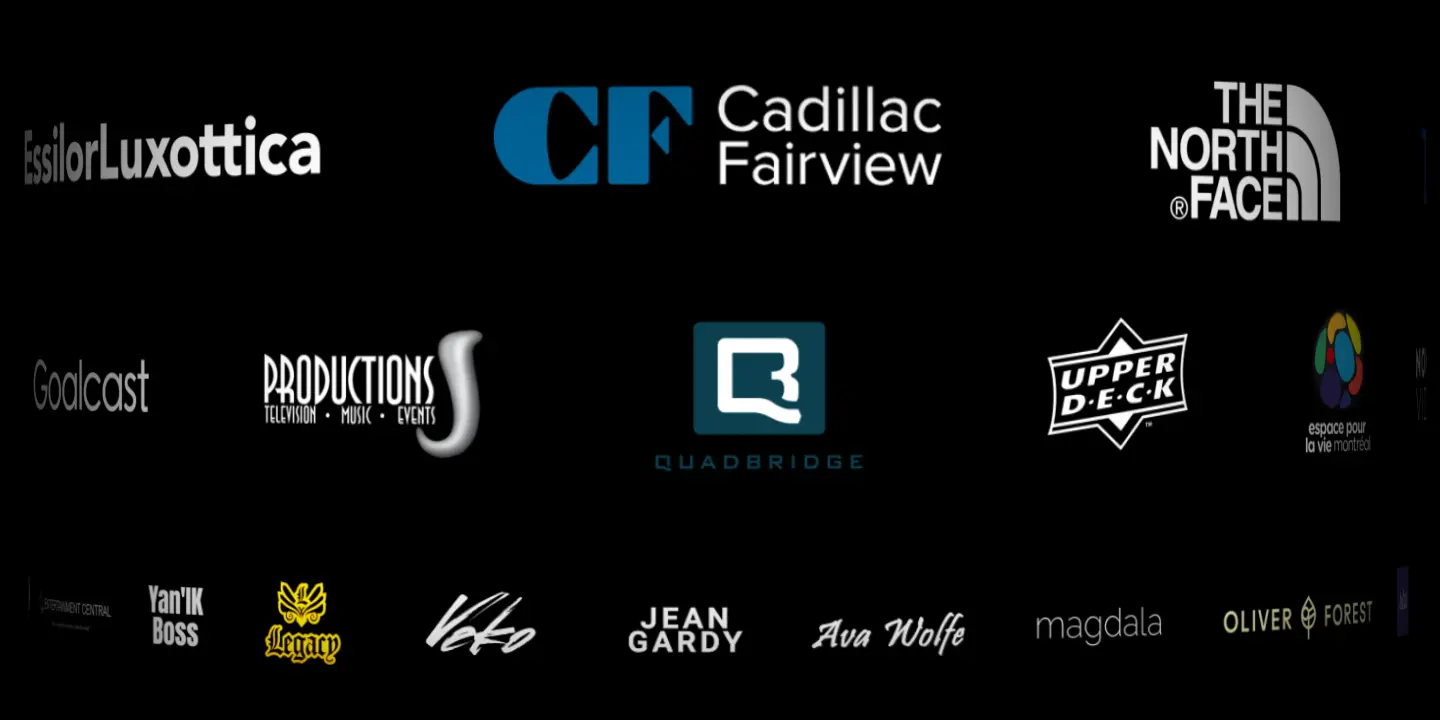 EssilorLuxottica
CF Cadillac
Fairview
THE
NORTH
FACE
®
Goalcast
PRODUCTIONS J
TELEVISION • MUSIC • EVENTS
QUADBRIDGE
UPPER
D·E·C·K
™
espace pour
la vie montréal
ENTERTAINMENT CENTRAL
Yan'IK
Boss
Legacy
Veko
JEAN
GARDY
Ava Wolfe
magdala
OLIVER FOREST